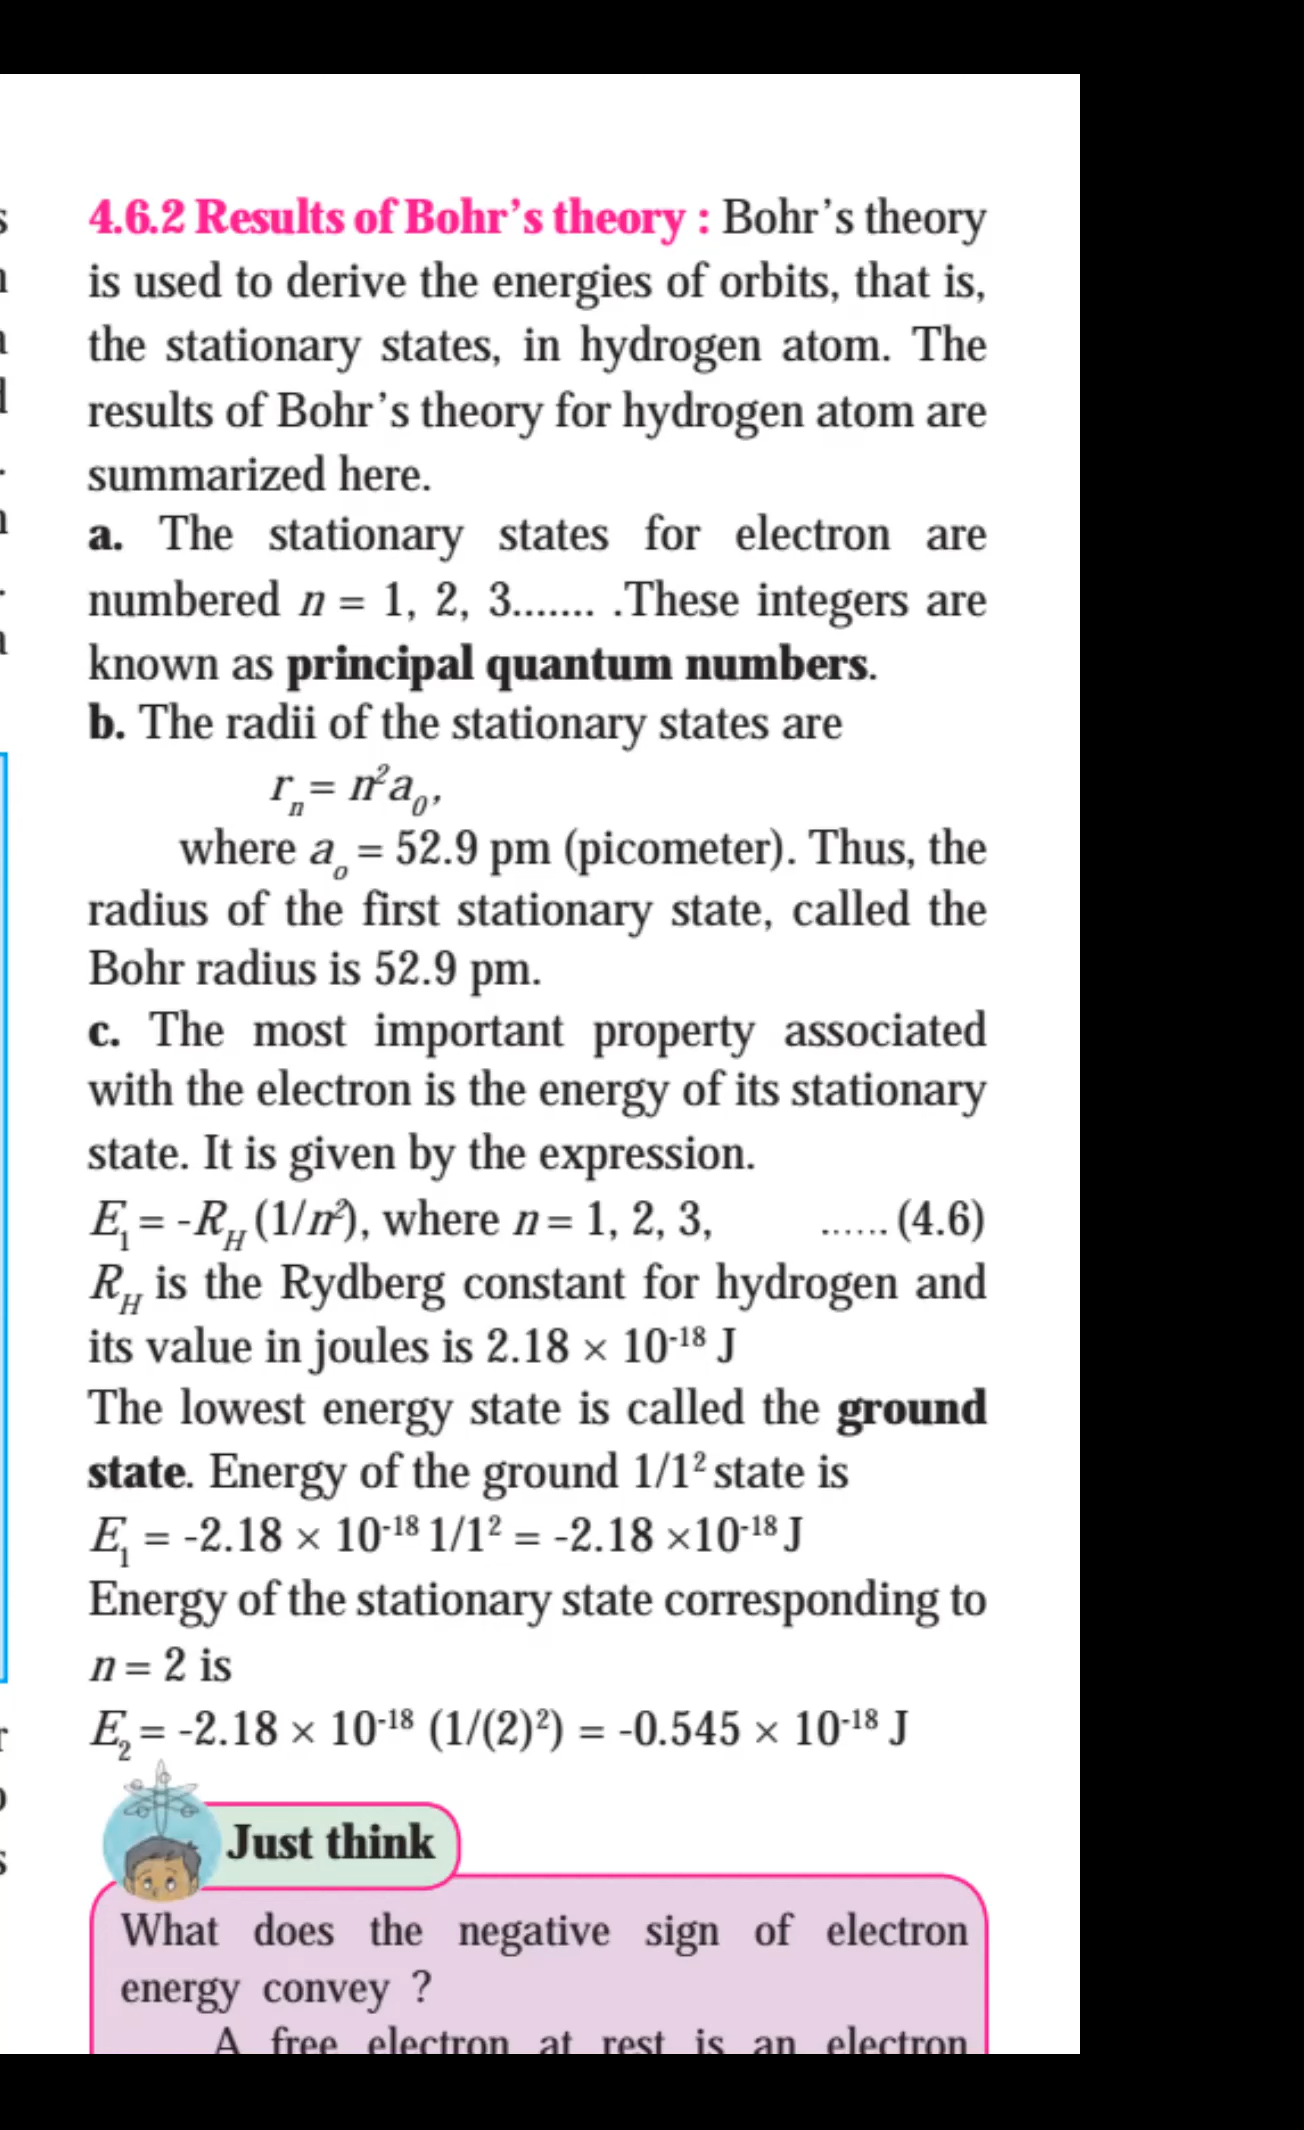 4.6.2 Results of Bohr’s theory : Bohr’s theory
is used to derive the energies of orbits, that is,
the stationary states, in hydrogen atom. The
results of Bohr’s theory for hydrogen atom are
summarized here.
a. The stationary states for electron are
numbered n = 1, 2, 3....... .These integers are
known as principal quantum numbers.
b. The radii of the stationary states are
rₙ = n²a₀,
where aₒ = 52.9 pm (picometer). Thus, the
radius of the first stationary state, called the
Bohr radius is 52.9 pm.
c. The most important property associated
with the electron is the energy of its stationary
state. It is given by the expression.
E₁ = -R_H (1/n²), where n = 1, 2, 3, ...... (4.6)
R_H is the Rydberg constant for hydrogen and
its value in joules is 2.18 × 10⁻¹⁸ J
The lowest energy state is called the ground
state. Energy of the ground 1/1² state is
E₁ = -2.18 × 10⁻¹⁸ 1/1² = -2.18 ×10⁻¹⁸ J
Energy of the stationary state corresponding to
n = 2 is
E₂ = -2.18 × 10⁻¹⁸ (1/(2)²) = -0.545 × 10⁻¹⁸ J
Just think
What does the negative sign of electron
energy convey ?
A free electron at rest is an electron